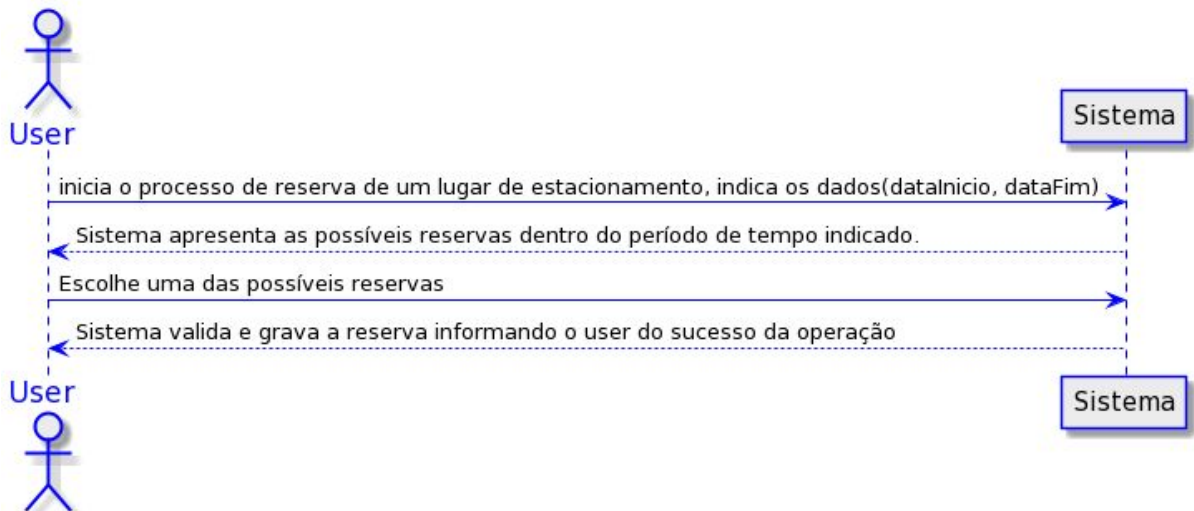 User
Sistema
inicia o processo de reserva de um lugar de estacionamento, indica os dados(dataInicio, dataFim)
Sistema apresenta as possíveis reservas dentro do período de tempo indicado.
Escolhe uma das possíveis reservas
Sistema valida e grava a reserva informando o user do sucesso da operação
User
Sistema